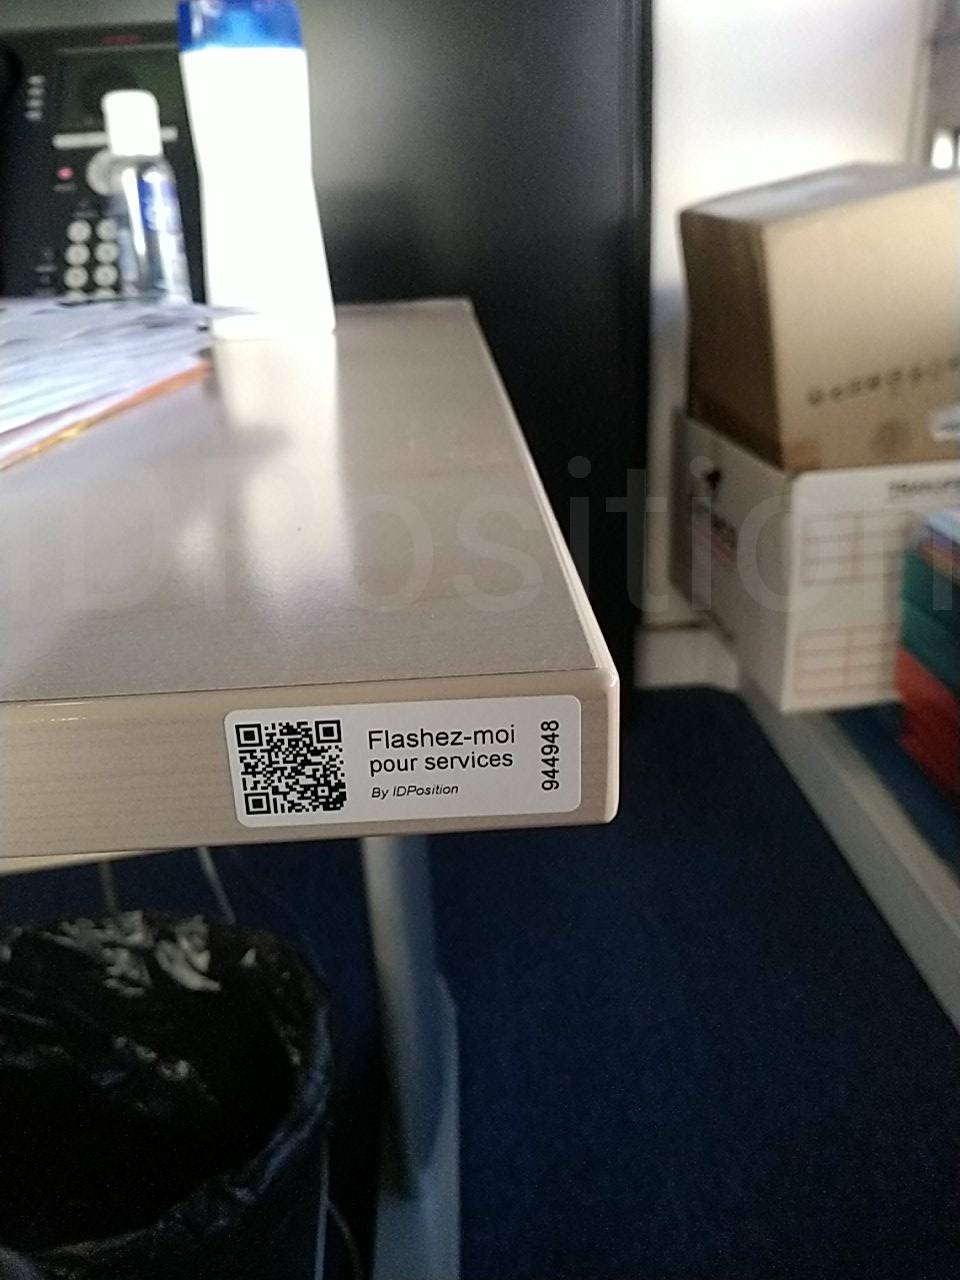 Flashez-moi
pour services
By IDPosition
944948